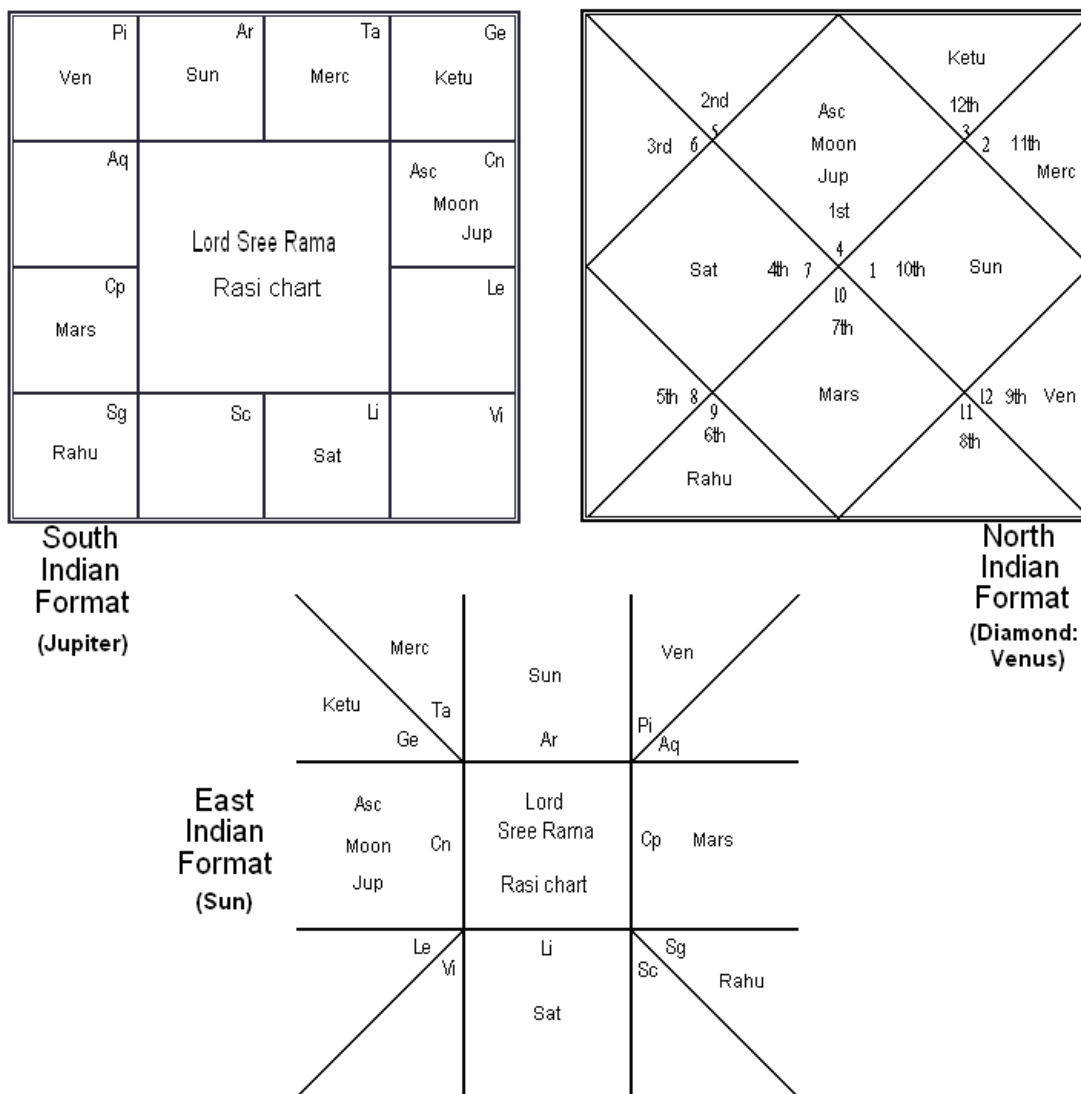 Pi
Ar
Ta
Ge
Ven
Sun
Merc
Ketu
Aq
Asc
Cn
Moon
Jup
Lord Sree Rama
Rasi chart
Cp
Le
Mars
Sg
Sc
Li
Vi
Rahu
Sat
South
Indian
Format
(Jupiter)
Ketu
2nd
12th
5
3
3rd 6
2 11th
Asc
Moon
Jup
1st
Merc
4
Sat
4th 7
1 10th
Sun
10
7th
5th 8
9
6th
Mars
12 9th Ven
11
8th
Rahu
North
Indian
Format
(Diamond:
Venus)
Merc
Sun
Ven
Ketu
Ta
Pi
Ge
Ar
Aq
East
Indian
Format
(Sun)
Asc
Moon
Cn
Jup
Lord
Sree Rama
Rasi chart
Cp
Mars
Le
Li
Sg
Vi
Sc
Rahu
Sat